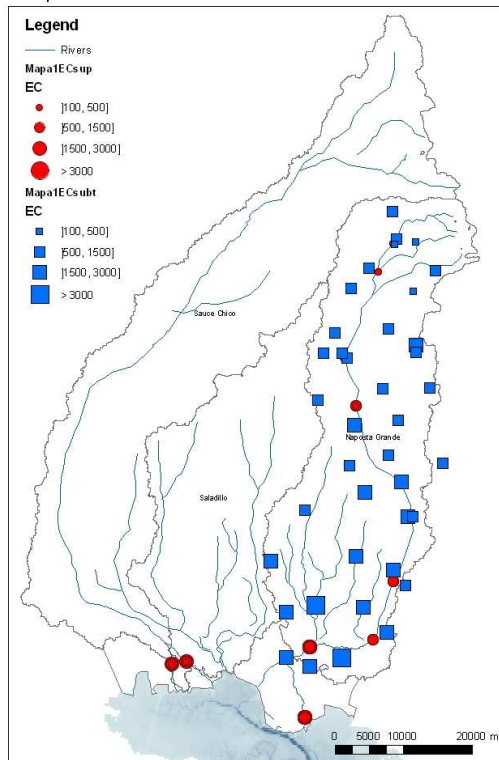 Legend
Rivers
Mapa1ECsup
EC
]100, 500]
]500, 1500]
]1500, 3000]
> 3000
Mapa1ECsubt
EC
]100, 500]
]500, 1500]
]1500, 3000]
> 3000
Sauce Chico
Naposta Grande
Saladillo
0 5000 10000 20000 m